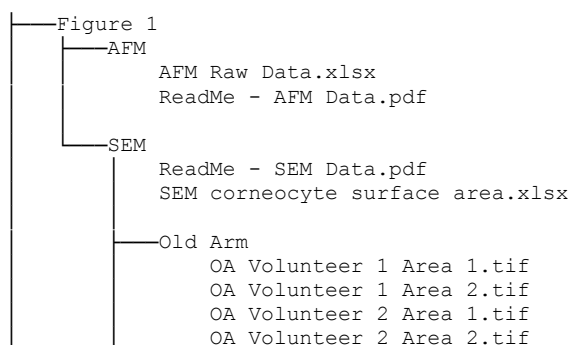 Figure 1
AFM
AFM Raw Data.xlsx
ReadMe - AFM Data.pdf
SEM
ReadMe - SEM Data.pdf
SEM corneocyte surface area.xlsx
Old Arm
OA Volunteer 1 Area 1.tif
OA Volunteer 1 Area 2.tif
OA Volunteer 2 Area 1.tif
OA Volunteer 2 Area 2.tif